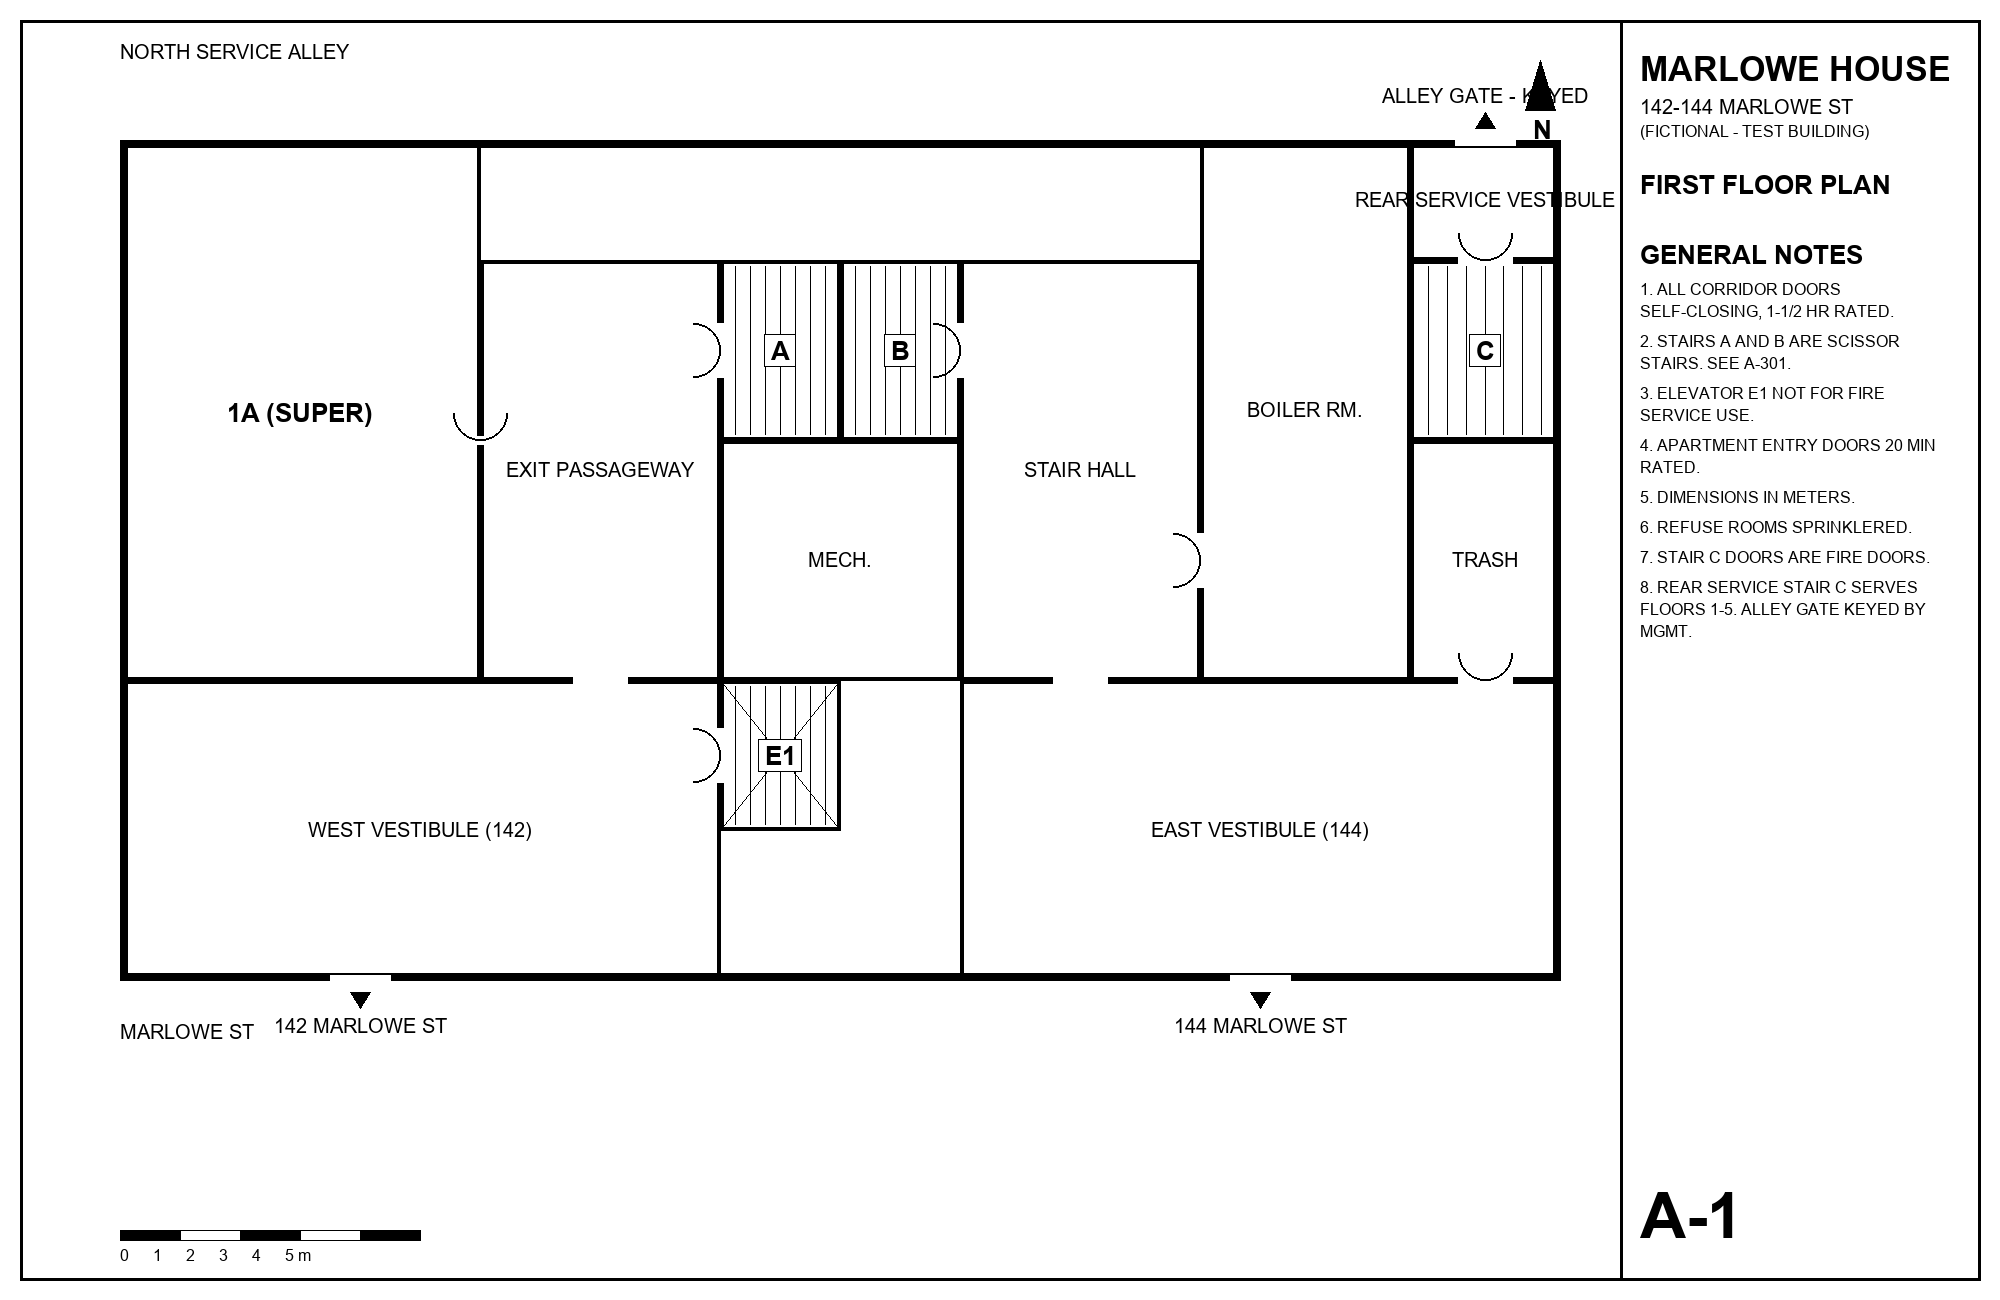 NORTH SERVICE ALLEY
ALLEY GATE - KEYED
N
REAR SERVICE VESTIBULE
A
B
C
1A (SUPER)
BOILER RM.
EXIT PASSAGEWAY
STAIR HALL
MECH.
TRASH
E1
WEST VESTIBULE (142)
EAST VESTIBULE (144)
MARLOWE ST
142 MARLOWE ST
144 MARLOWE ST
0 1 2 3 4 5 m
MARLOWE HOUSE
142-144 MARLOWE ST
(FICTIONAL - TEST BUILDING)
FIRST FLOOR PLAN
GENERAL NOTES
1. ALL CORRIDOR DOORS
SELF-CLOSING, 1-1/2 HR RATED.
2. STAIRS A AND B ARE SCISSOR
STAIRS. SEE A-301.
3. ELEVATOR E1 NOT FOR FIRE
SERVICE USE.
4. APARTMENT ENTRY DOORS 20 MIN
RATED.
5. DIMENSIONS IN METERS.
6. REFUSE ROOMS SPRINKLERED.
7. STAIR C DOORS ARE FIRE DOORS.
8. REAR SERVICE STAIR C SERVES
FLOORS 1-5. ALLEY GATE KEYED BY
MGMT.
A-1